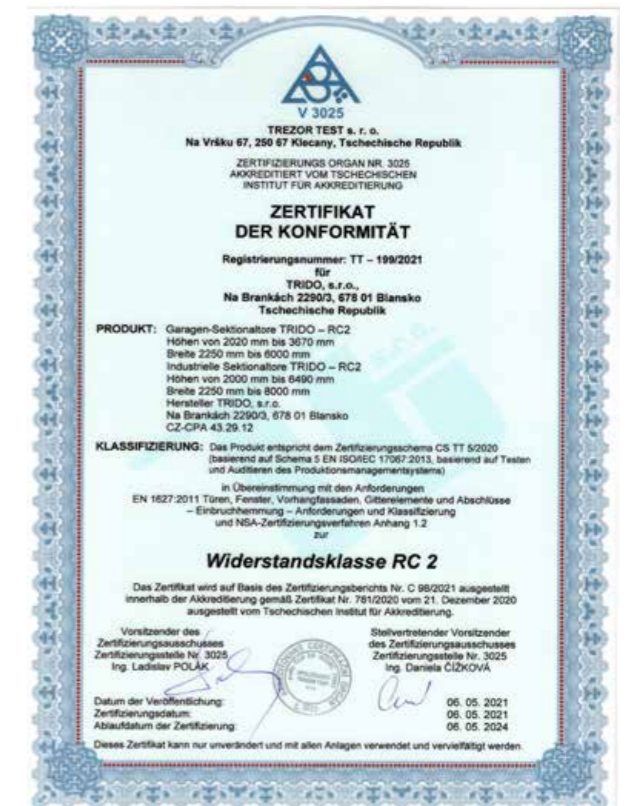 V 3025
TREZOR TEST s. r. o.
Na Vršku 67, 250 67 Klecany, Tschechische Republik
ZERTIFIZIERUNGS ORGAN NR. 3025
AKKREDITIERT VOM TSCHECHISCHEN
INSTITUT FÜR AKKREDITIERUNG
ZERTIFIKAT
DER KONFORMITÄT
Registrierungsnummer: TT – 199/2021
für
TRIDO, s.r.o.,
Na Brankách 2290/3, 678 01 Blansko
Tschechische Republik
PRODUKT: Garagen-Sektionaltore TRIDO – RC2
Höhen von 2020 mm bis 3670 mm
Breite 2250 mm bis 6000 mm
Industrielle Sektionaltore TRIDO – RC2
Höhen von 2000 mm bis 6490 mm
Breite 2250 mm bis 8000 mm
Hersteller TRIDO, s.r.o.
Na Brankách 2290/3, 678 01 Blansko
CZ-CPA 43.29.12
KLASSIFIZIERUNG: Das Produkt entspricht dem Zertifizierungsschema CS TT 5/2020
(basierend auf Schema 5 EN ISO/IEC 17067:2013, basierend auf Testen
und Auditieren des Produktionsmanagementsystems)
in Übereinstimmung mit den Anforderungen
EN 1627:2011 Türen, Fenster, Vorhangfassaden, Gitterelemente und Abschlüsse
– Einbruchhemmung – Anforderungen und Klassifizierung
und NSA-Zertifizierungsverfahren Anhang 1.2
zur
Widerstandsklasse RC 2
Das Zertifikat wird auf Basis des Zertifizierungsberichts Nr. C 98/2021 ausgestellt
innerhalb der Akkreditierung gemäß Zertifikat Nr. 781/2020 vom 21. Dezember 2020
ausgestellt vom Tschechischen Institut für Akkreditierung.
Vorsitzender des
Zertifizierungsausschusses
Zertifizierungsstelle Nr. 3025
Ing. Ladislav POLÁK
Stellvertretender Vorsitzender
des Zertifizierungsausschusses
Zertifizierungsstelle Nr. 3025
Ing. Daniela ČÍŽKOVÁ
Datum der Veröffentlichung: 06. 05. 2021
Zertifizierungsdatum: 06. 05. 2021
Ablaufdatum der Zertifizierung: 06. 05. 2024
Dieses Zertifikat kann nur unverändert und mit allen Anlagen verwendet und vervielfältigt werden.